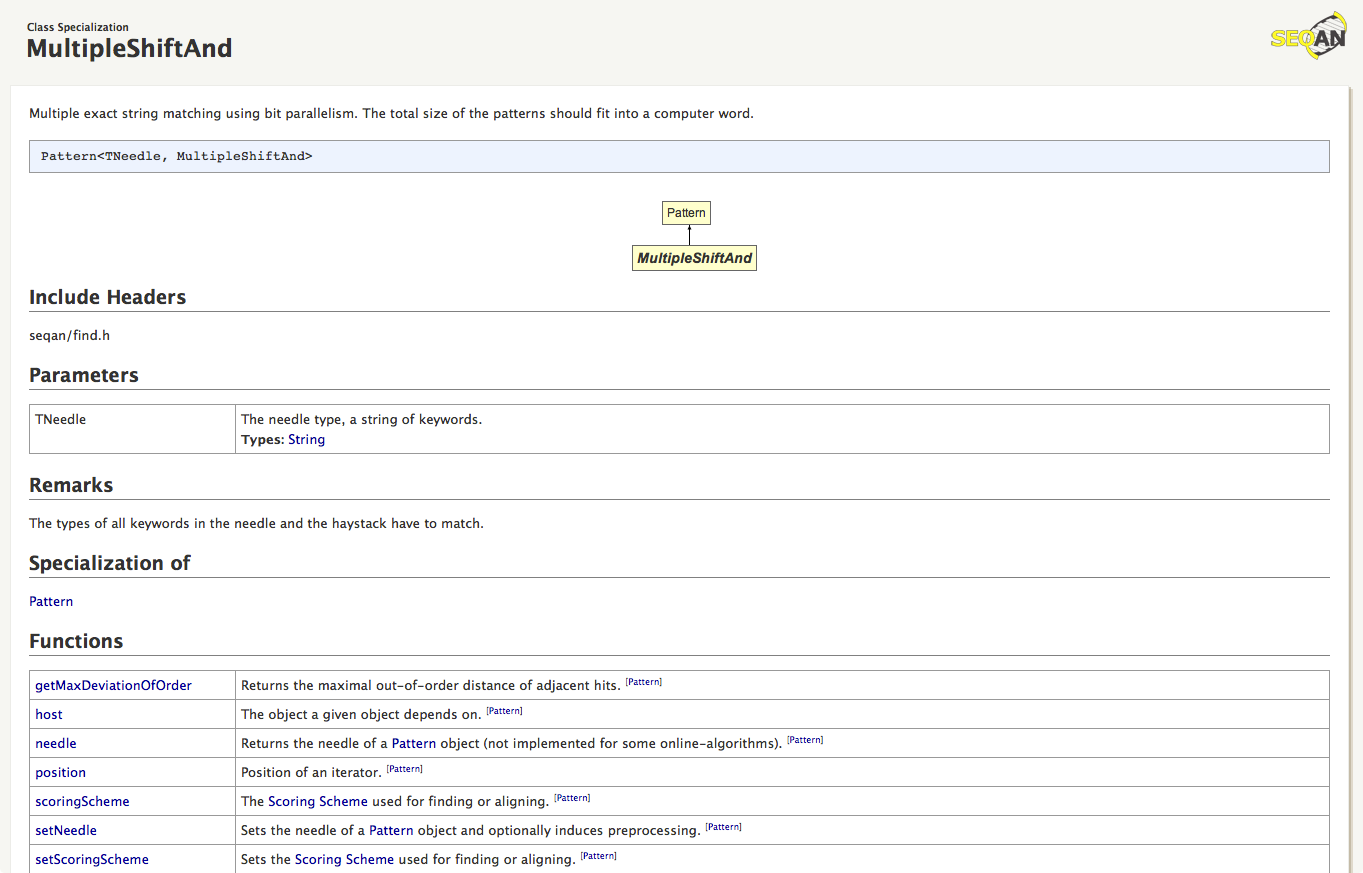 Class Specialization
MultipleShiftAnd
SEQAN
Multiple exact string matching using bit parallelism. The total size of the patterns should fit into a computer word.
Pattern<TNeedle, MultipleShiftAnd>
Pattern
MultipleShiftAnd
Include Headers
seqan/find.h
Parameters
TNeedle The needle type, a string of keywords.
Types: String
Remarks
The types of all keywords in the needle and the haystack have to match.
Specialization of
Pattern
Functions
getMaxDeviationOfOrder Returns the maximal out-of-order distance of adjacent hits. [Pattern]
host The object a given object depends on. [Pattern]
needle Returns the needle of a Pattern object (not implemented for some online-algorithms). [Pattern]
position Position of an iterator. [Pattern]
scoringScheme The Scoring Scheme used for finding or aligning. [Pattern]
setNeedle Sets the needle of a Pattern object and optionally induces preprocessing. [Pattern]
setScoringScheme Sets the Scoring Scheme used for finding or aligning. [Pattern]